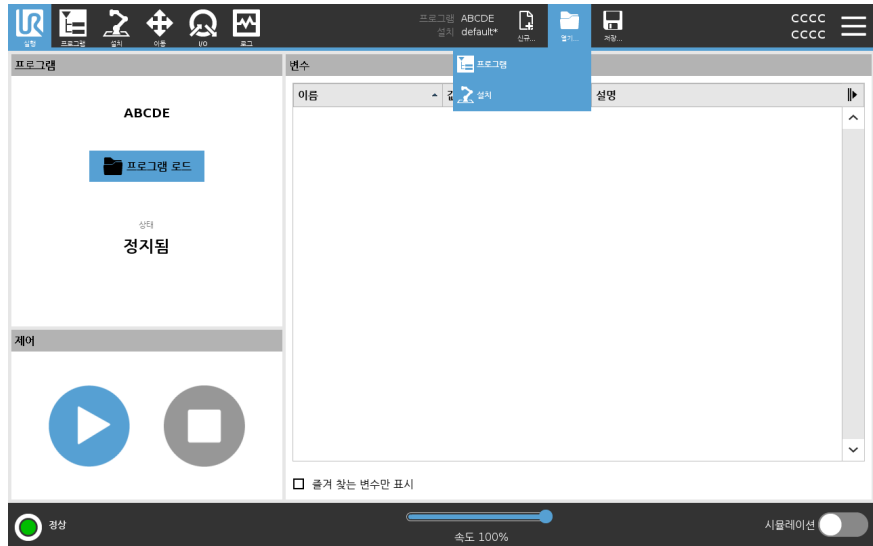 UR
실행
프로그램
설치
이동
I/O
로그
프로그램 ABCDE
설치 default*
신규...
열기...
저장...
CCCC
CCCC
프로그램
설치
프로그램
ABCDE
프로그램 로드
상태
정지됨
제어
변수
이름
설명
즐겨 찾는 변수만 표시
정상
속도 100%
시뮬레이션